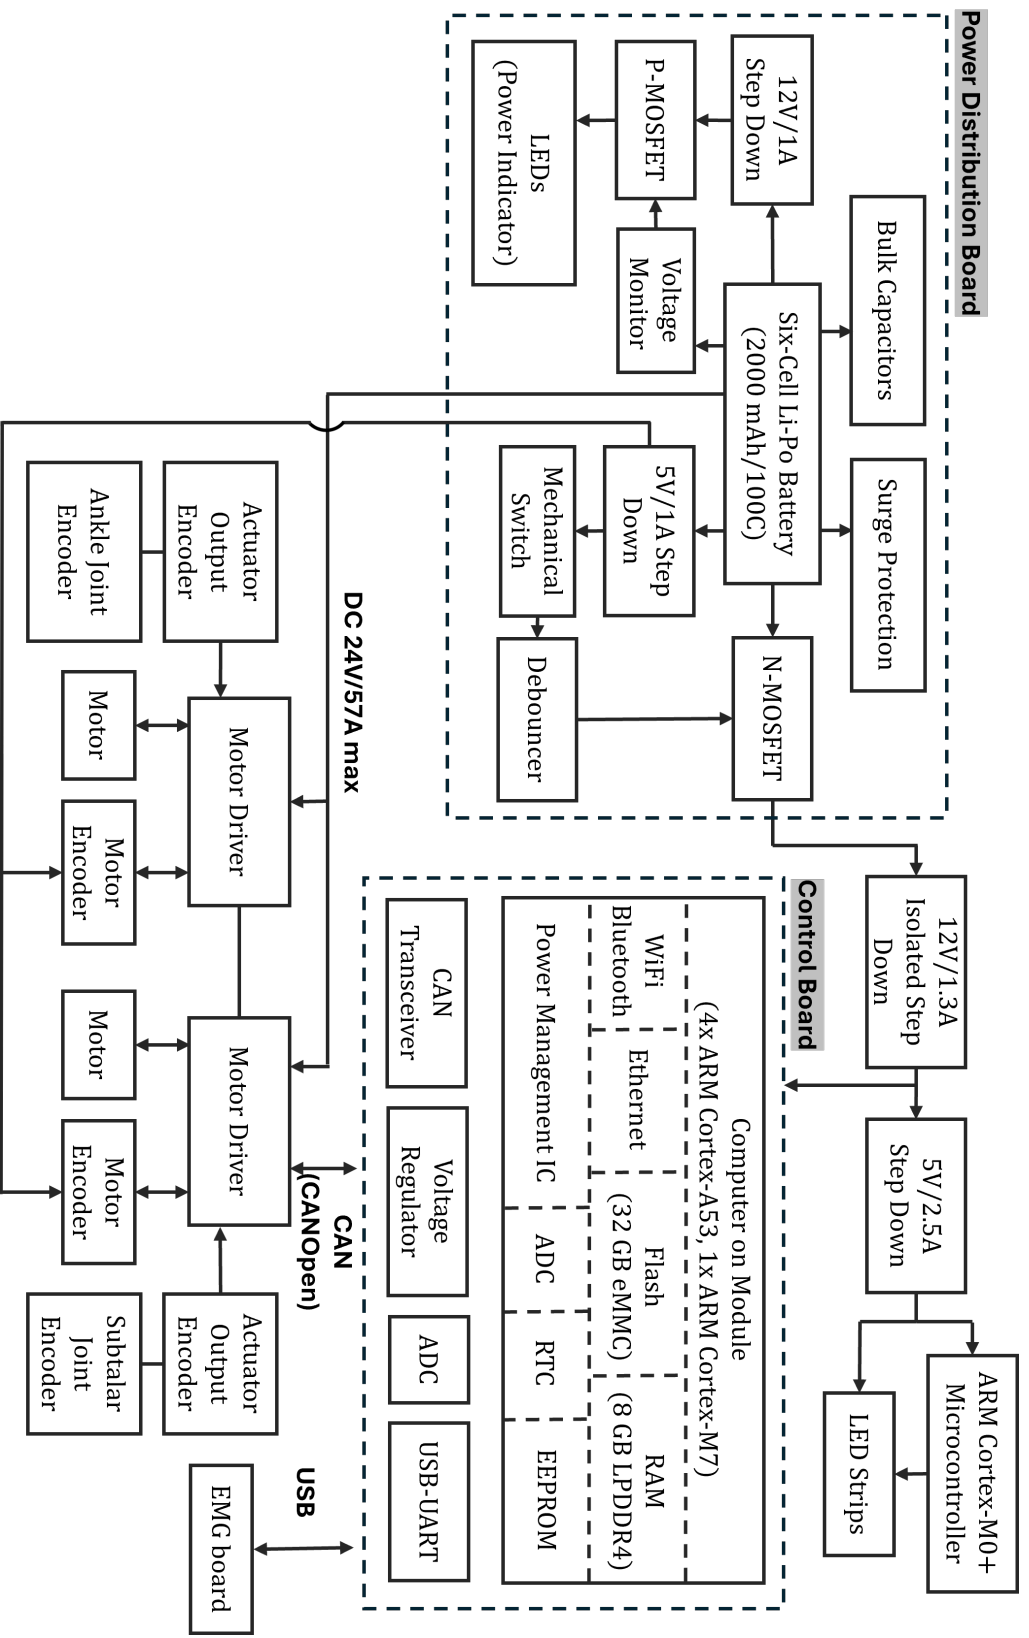 Power Distribution Board
Bulk Capacitors
Surge Protection
12V/1A
Step Down
Six-Cell Li-Po Battery
(2000 mAh/100C)
N-MOSFET
P-MOSFET
Voltage
Monitor
5V/1A Step
Down
LEDs
(Power Indicator)
Mechanical
Switch
Debouncer
12V/1.3A
Isolated Step
Down
5V/2.5A
Step Down
ARM Cortex-M0+
Microcontroller
LED Strips
Control Board
Computer on Module
(4x ARM Cortex-A53, 1x ARM Cortex-M7)
WiFi
Bluetooth
Ethernet
Flash
(32 GB eMMC)
RAM
(8 GB LPDDR4)
Power Management IC
ADC
RTC
EEPROM
CAN
Transceiver
Voltage
Regulator
ADC
USB-UART
DC 24V/57A max
CAN
(CANOpen)
USB
Actuator
Output
Encoder
Ankle Joint
Encoder
Motor Driver
Motor
Motor
Encoder
Motor Driver
Motor
Motor
Encoder
Actuator
Output
Encoder
Subtalar
Joint
Encoder
EMG board